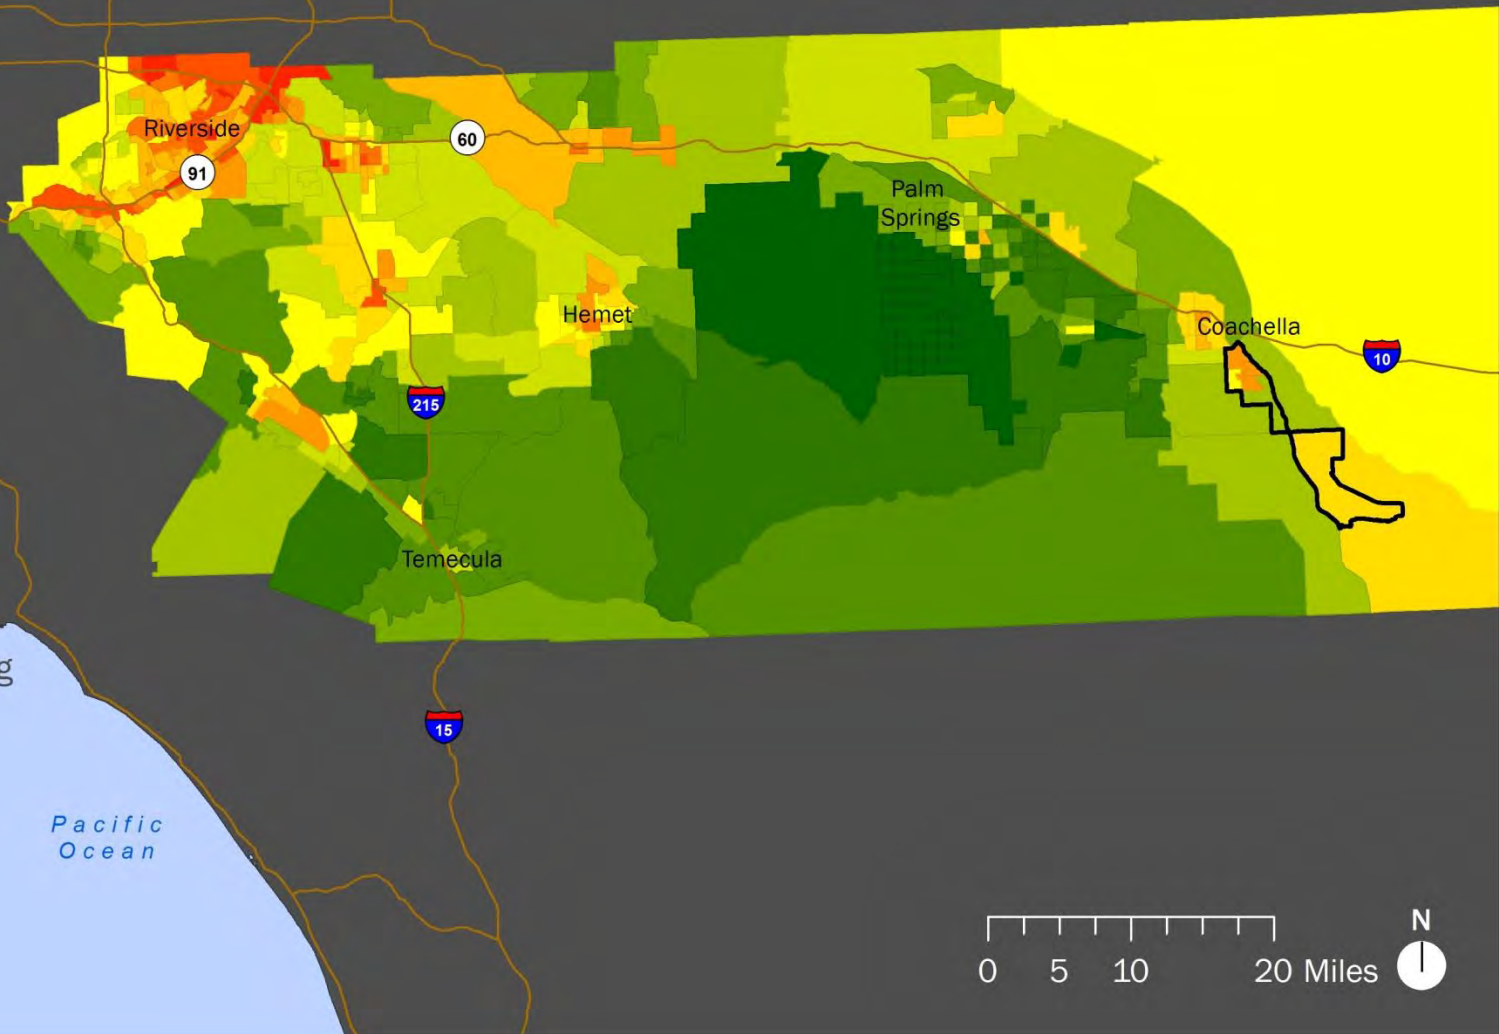 Riverside
60
91
Palm
Springs
Hemet
Coachella
10
215
Temecula
g
15
Pacific
Ocean
N
0 5 10 20 Miles